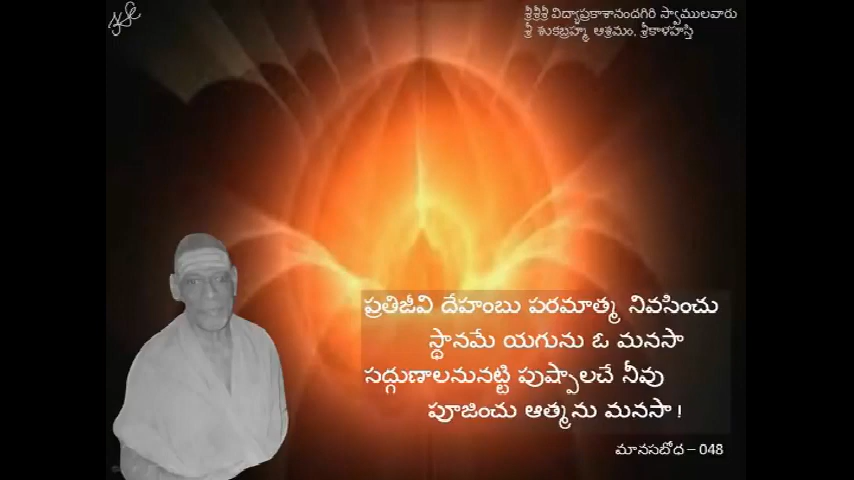 శ్రీశ్రీశ్రీ విద్యాప్రకాశానందగిరి స్వాములవారు
శ్రీ శుకబ్రహ్మ ఆశ్రమం, శ్రీకాళహస్తి
ప్రతిజీవి దేహంబు పరమాత్మ నివసించు
స్థానమే యగును ఓ మనసా
సద్గుణాలనునట్టి పుష్పాలచే నీవు
పూజించు ఆత్మను మనసా !
మానసబోధ – 048